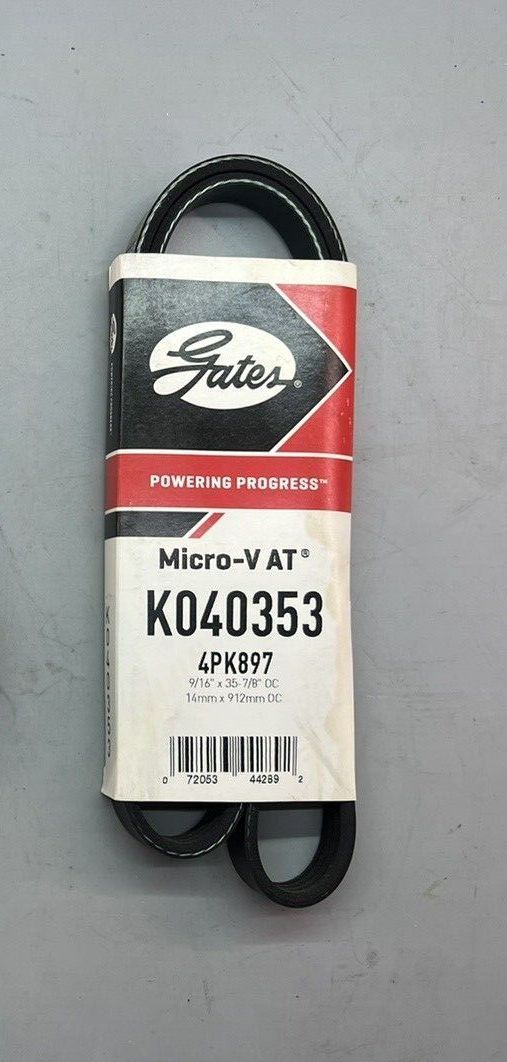 Gates®
POWERING PROGRESS™
Micro-V AT®
K040353
4PK897
9/16" x 35-7/8" OC
14mm x 912mm OC
0 72053 44289 2